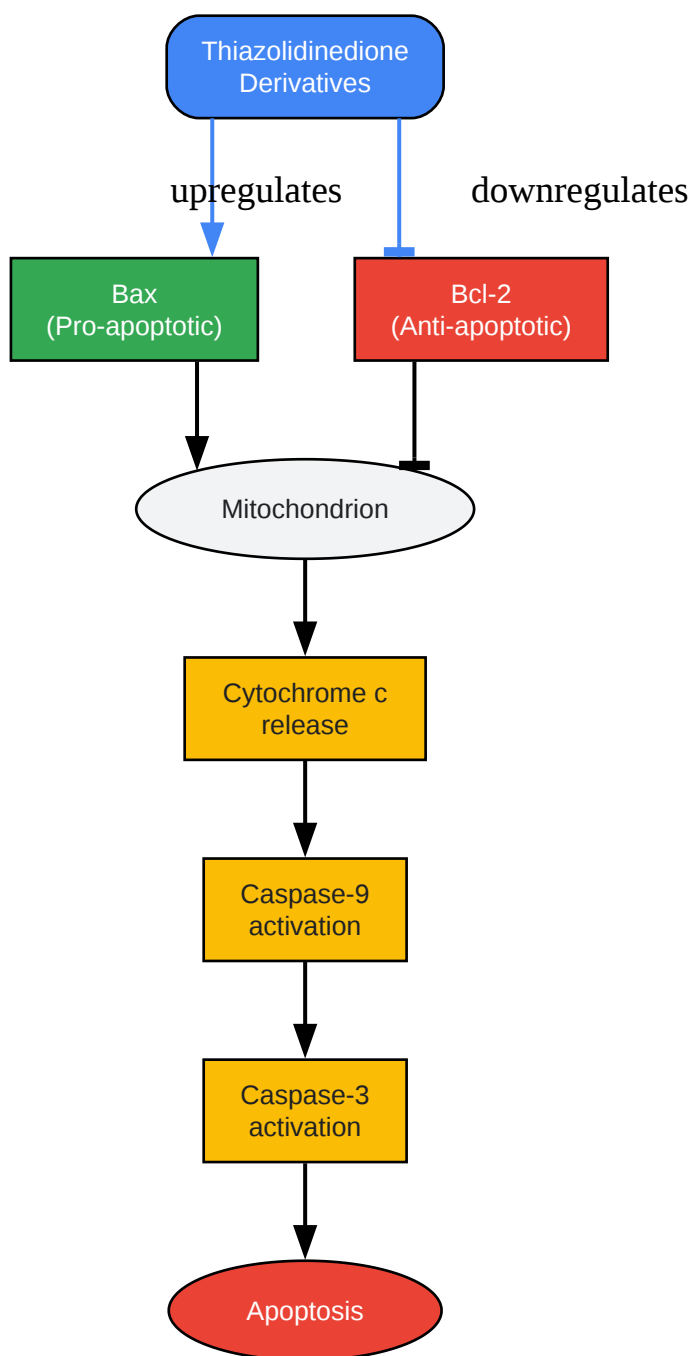 Thiazolidinedione
Derivatives
upregulates
downregulates
Bax
(Pro-apoptotic)
Bcl-2
(Anti-apoptotic)
Mitochondrion
Cytochrome c
release
Caspase-9
activation
Caspase-3
activation
Apoptosis